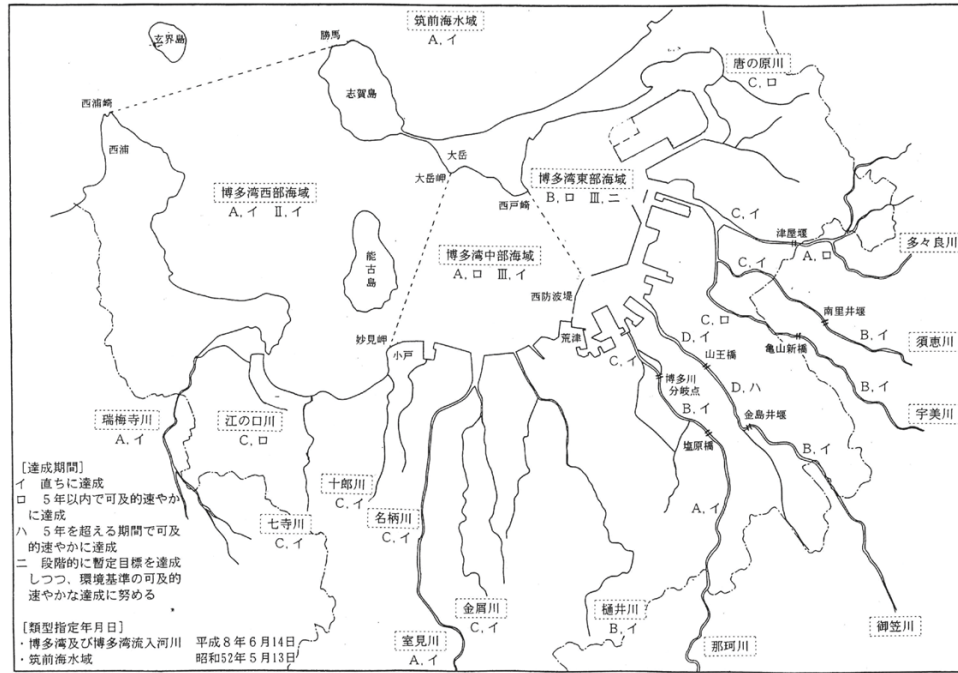 筑前海水域
A, イ
玄界島
勝馬
志賀島
唐の原川
C, ロ
西浦崎
西浦
大岳
大岳岬
西戸崎
博多湾西部海域
A, イ Ⅱ, イ
博多湾東部海域
B, ロ Ⅲ, ニ
博多湾中部海域
A, ロ Ⅲ, イ
能古島
C, イ
津屋堰
A, ロ
多々良川
C, イ
南里井堰
B, イ
須恵川
西防波堤
C, ロ
亀山新橋
B, イ
宇美川
妙見岬
小戸
荒津
C, イ
D, イ
山王橋
博多川
分岐点
D, ハ
B, イ
金島井堰
塩原橋
B, イ
A, イ
瑞梅寺川
A, イ
江の口川
C, ロ
七寺川
C, イ
十郎川
C, イ
名柄川
C, イ
金屑川
C, イ
室見川
A, イ
樋井川
B, イ
那珂川
御笠川
[達成期間]
イ 直ちに達成
ロ 5年以内で可及的速やか
に達成
ハ 5年を超える期間で可及
的速やかに達成
ニ 段階的に暫定目標を達成
しつつ、環境基準の可及的
速やかな達成に努める
[類型指定年月日]
・博多湾及び博多湾流入河川 平成8年6月14日
・筑前海水域 昭和52年5月13日